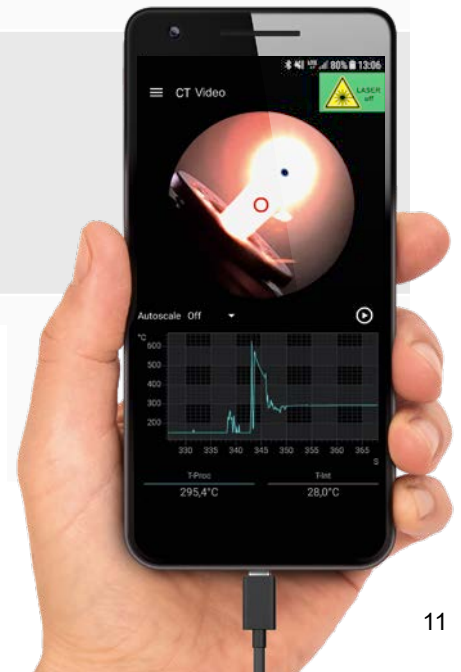 LTE 80% 13:06
CT Video
LASER
off
Autoscale Off
°C
600
500
400
300
200
330 335 340 345 350 355 360 365
S
T-Proc T-Int
295,4°C 28,0°C
11